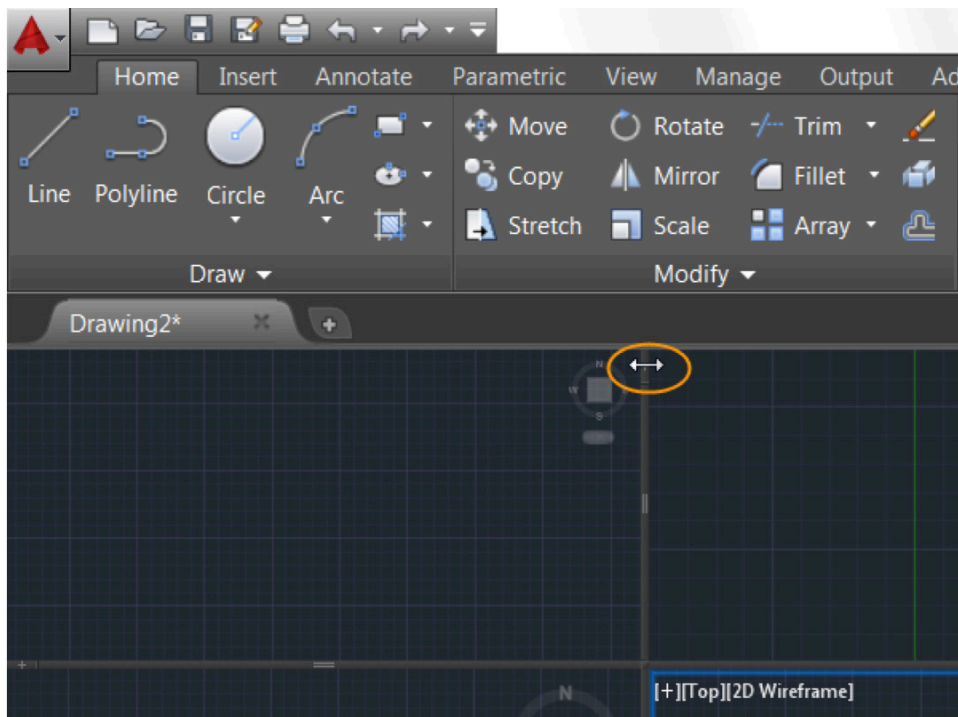 Home Insert Annotate Parametric View Manage Output Ad
Line Polyline Circle Arc
Move Rotate Trim
Copy Mirror Fillet
Stretch Scale Array
Draw Modify
Drawing2*
N
W
S
N
[+][Top][2D Wireframe]